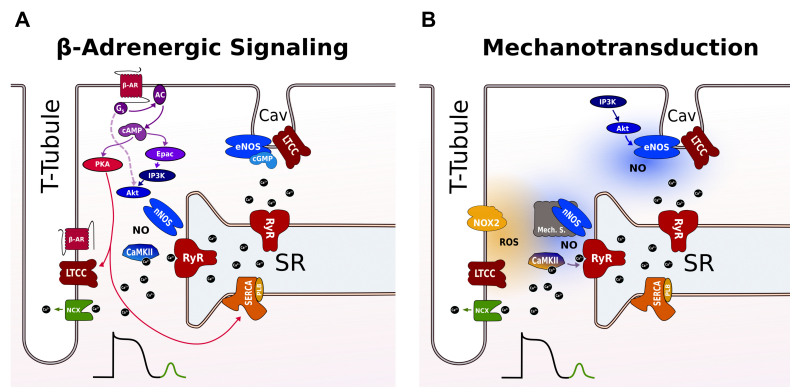 A
β-Adrenergic Signaling
β-AR
AC
Gs
cAMP
PKA
Epac
IP3K
Akt
T-Tubule
Cav
eNOS
cGMP
LTCC
nNOS
NO
CaMKII
RyR
RyR
SR
β-AR
LTCC
NCX
SERCA
PLB
B
Mechanotransduction
IP3K
Akt
Cav
eNOS
LTCC
NO
T-Tubule
NOX2
ROS
Mech. S.
nNOS
NO
CaMKII
RyR
RyR
SR
LTCC
NCX
SERCA
PLB